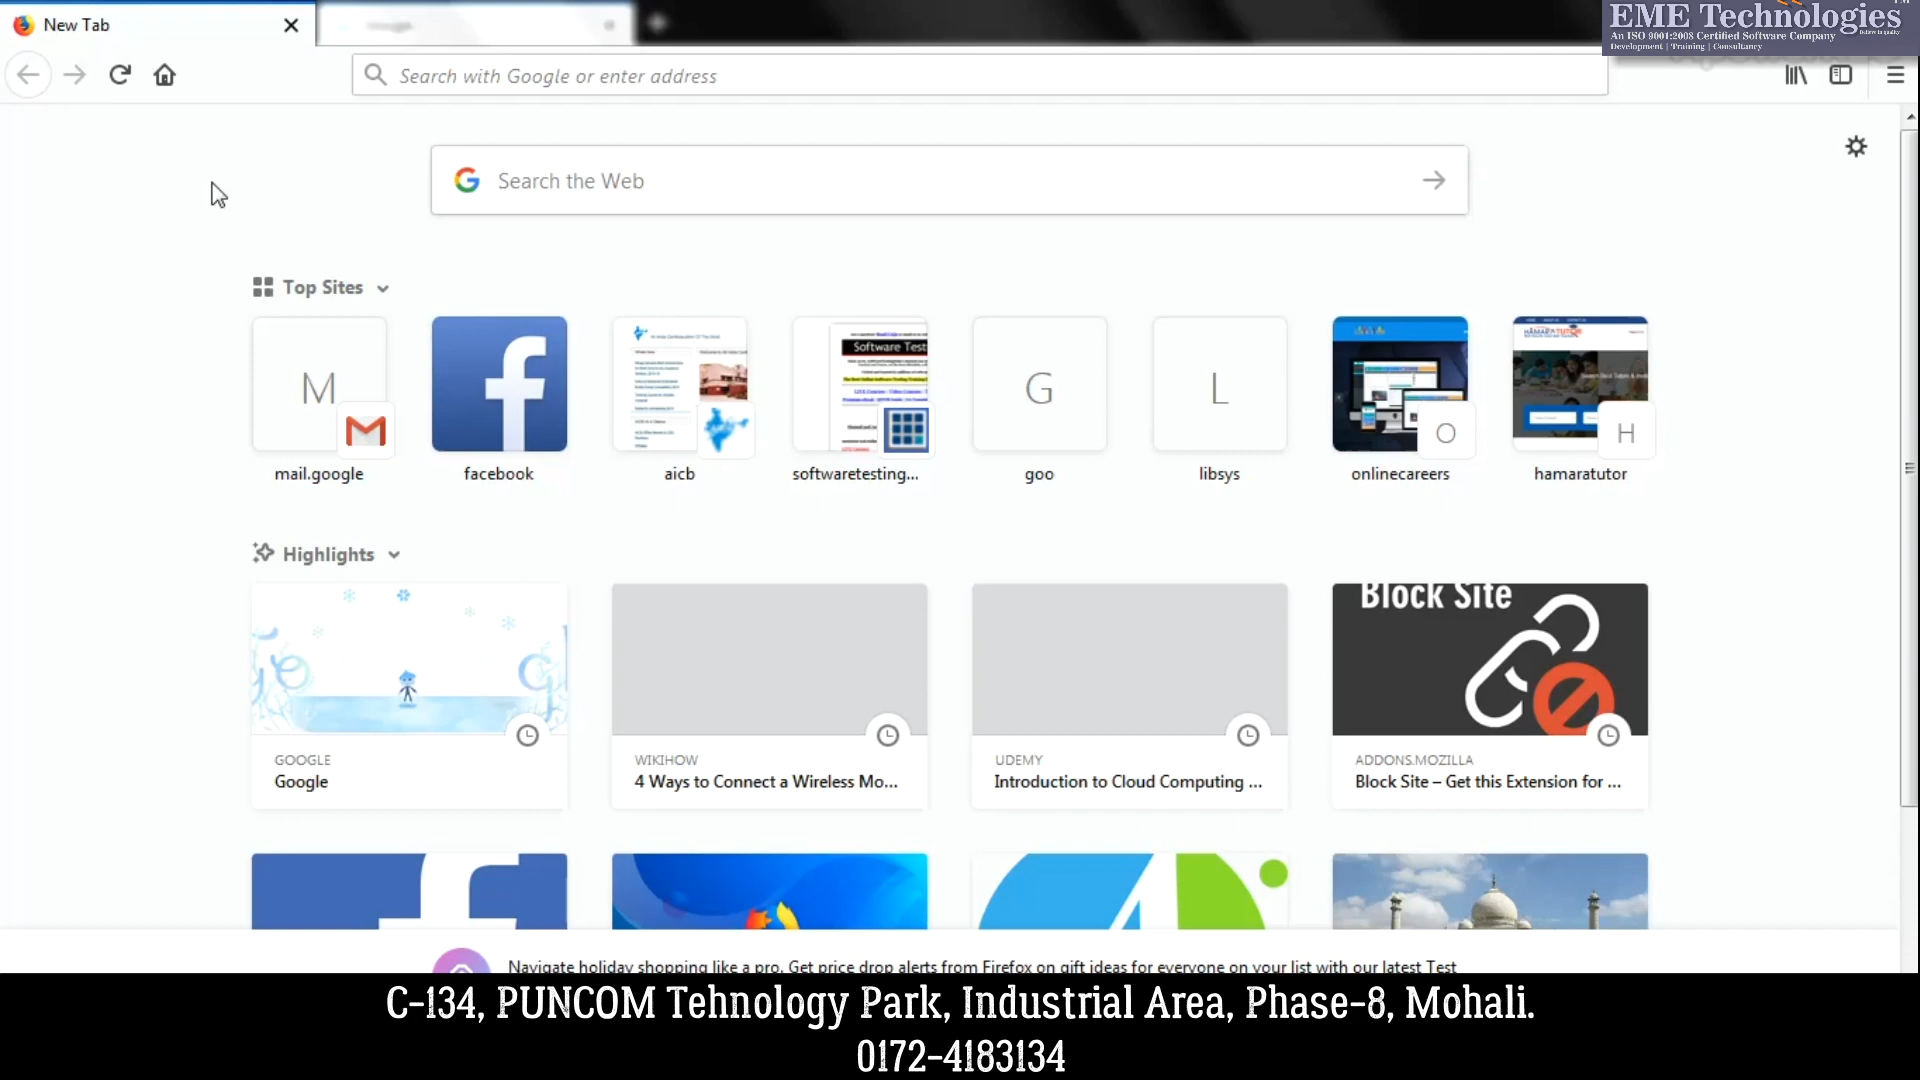 New Tab
EME Technologies
An ISO 9001:2008 Certified Software Company
Development | Training | Consultancy
Search with Google or enter address
Search the Web
Top Sites
M
Software Test
G
L
O
HAMARATUTOR
H
mail.google
facebook
aicb
softwaretesting...
goo
libsys
onlinecareers
hamaratutor
Highlights
Block Site
GOOGLE
Google
WIKIHOW
4 Ways to Connect a Wireless Mo...
UDEMY
Introduction to Cloud Computing ...
ADDONS.MOZILLA
Block Site – Get this Extension for ...
Navigate holiday shopping like a pro. Get price drop alerts from Firefox on gift ideas for everyone on your list with our latest Test
C-134, PUNCOM Tehnology Park, Industrial Area, Phase-8, Mohali.
0172-4183134